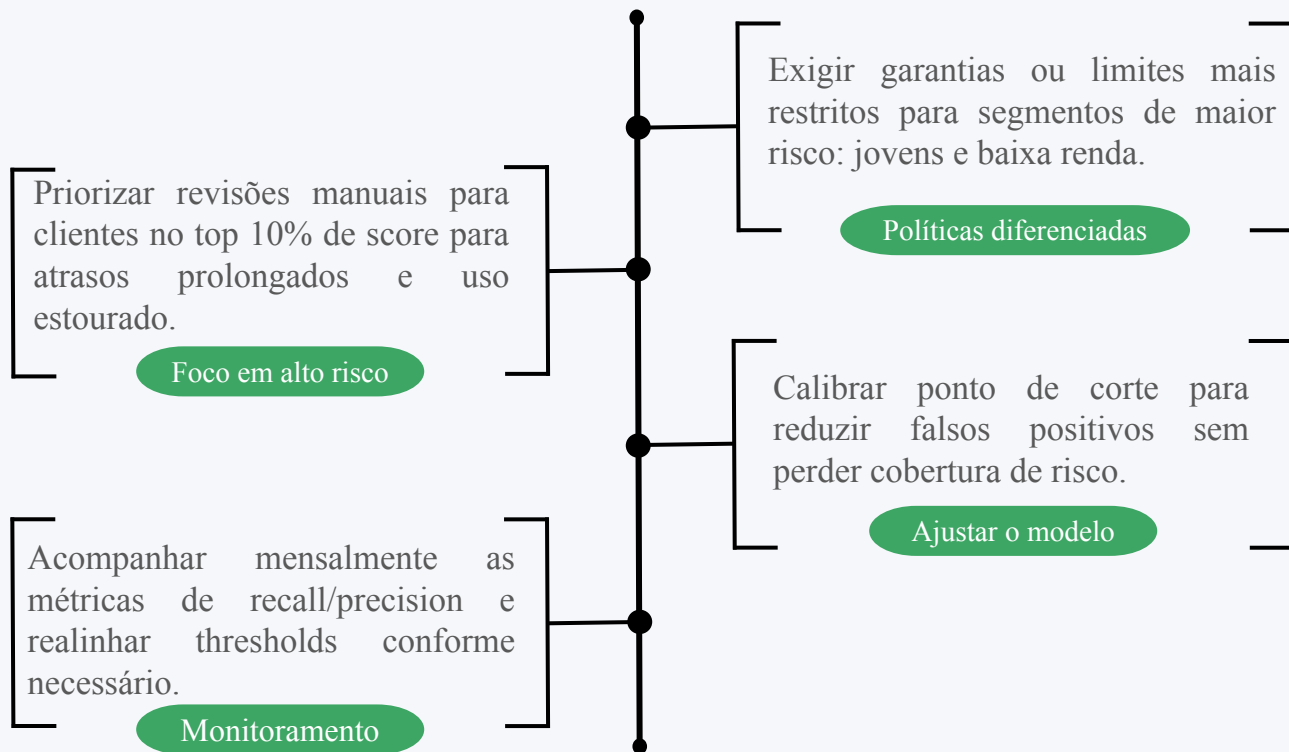 Exigir garantias ou limites mais
restritos para segmentos de maior
risco: jovens e baixa renda.
Políticas diferenciadas
Priorizar revisões manuais para
clientes no top 10% de score para
atrasos prolongados e uso
estourado.
Foco em alto risco
Calibrar ponto de corte para
reduzir falsos positivos sem
perder cobertura de risco.
Ajustar o modelo
Acompanhar mensalmente as
métricas de recall/precision e
realinhar thresholds conforme
necessário.
Monitoramento